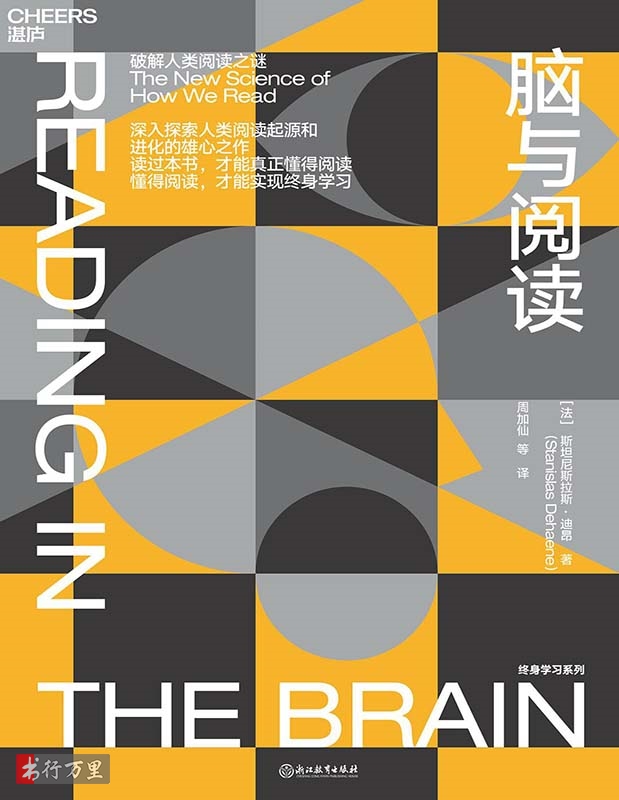 CHEERS
湛庐
破解人类阅读之谜
The New Science of
How We Read
深入探索人类阅读起源和
进化的雄心之作
读过本书，才能真正懂得阅读
懂得阅读，才能实现终身学习
脑与阅读
READING IN
THE BRAIN
[法] 斯坦尼斯拉斯·迪昂 著
(Stanislas Dehaene)
周加仙 等 译
终身学习系列
书行万里
浙江教育出版社